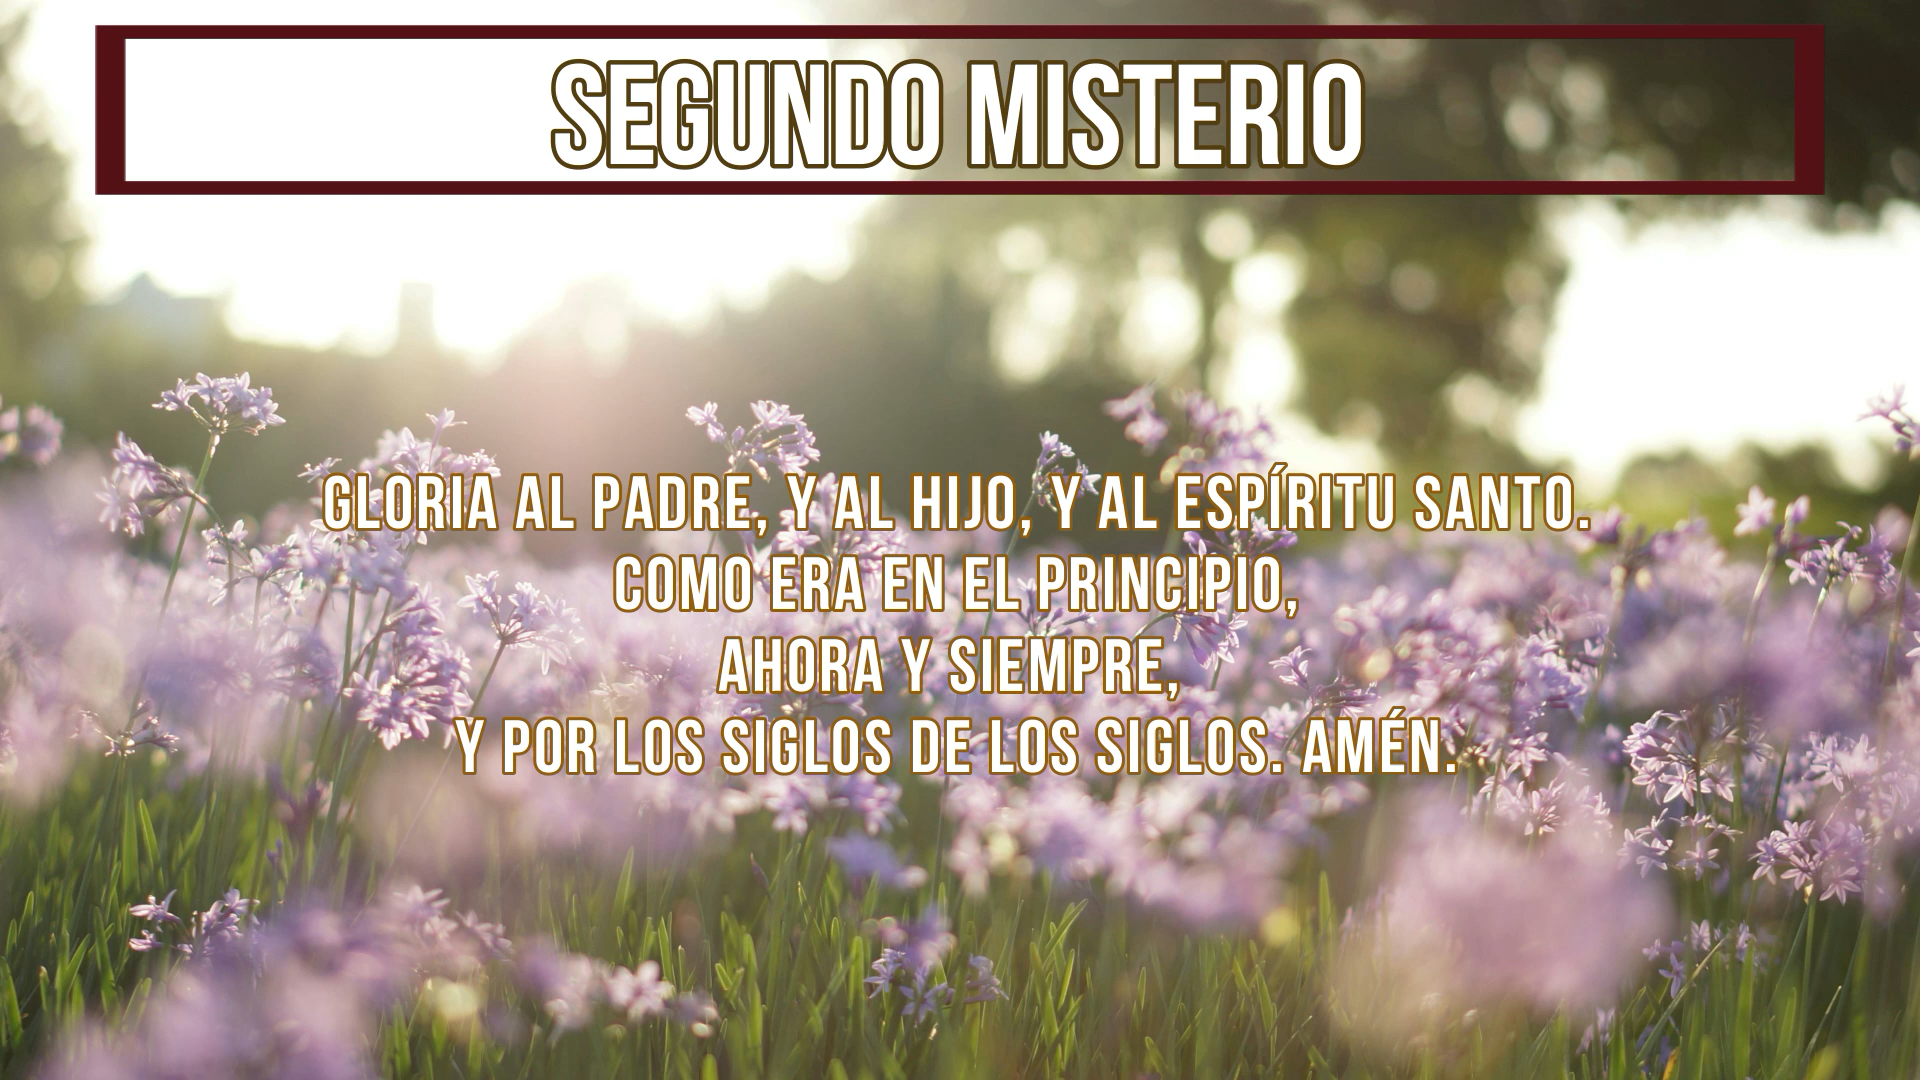 SEGUNDO MISTERIO
GLORIA AL PADRE, Y AL HIJO, Y AL ESPÍRITU SANTO.
COMO ERA EN EL PRINCIPIO,
AHORA Y SIEMPRE,
Y POR LOS SIGLOS DE LOS SIGLOS. AMÉN.